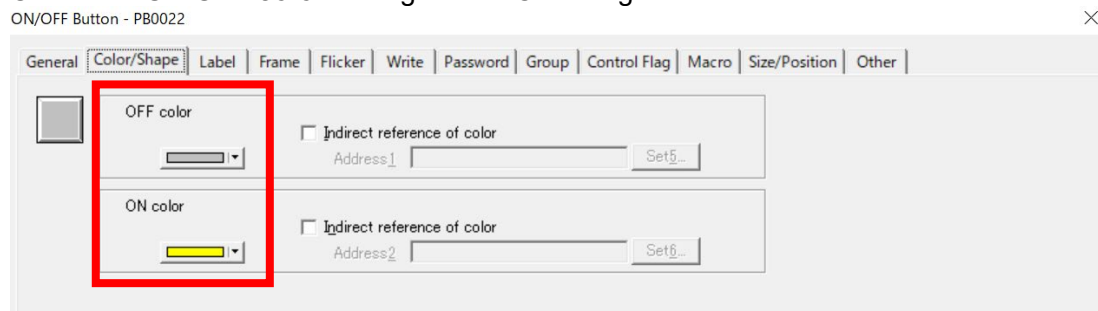 ON/OFF Button - PB0022
General Color/Shape Label Frame Flicker Write Password Group Control Flag Macro Size/Position Other
OFF color
Indirect reference of color
Address1 Set5...
ON color
Indirect reference of color
Address2 Set6...